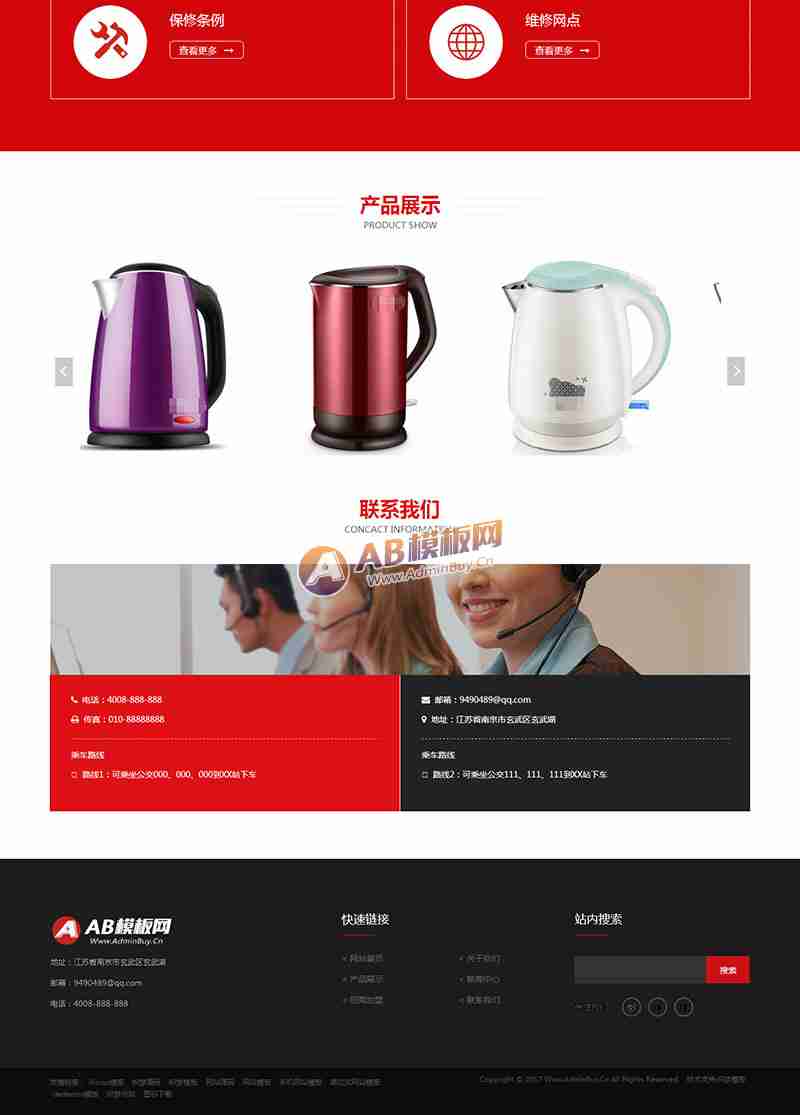 保修条例
查看更多 →
维修网点
查看更多 →
产品展示
PRODUCT SHOW
联系我们
CONCACT INFORMATION
AB模板网
Www.AdminBuy.Cn
电话：4008-888-888
传真：010-88888888
乘车路线
路线1：可乘坐公交000、000、000到XX站下车
邮箱：9490489@qq.com
地址：江苏省南京市玄武区玄武湖
乘车路线
路线2：可乘坐公交111、111、111到XX站下车
AB模板网
Www.AdminBuy.Cn
地址：江苏省南京市玄武区玄武湖
邮箱：9490489@qq.com
电话：4008-888-888
快速链接
< 网站首页
< 关于我们
< 产品展示
< 新闻中心
< 招商加盟
< 联系我们
站内搜索
搜索
Copyright © 2017 Www.AdminBuy.Cn All Rights Reserved